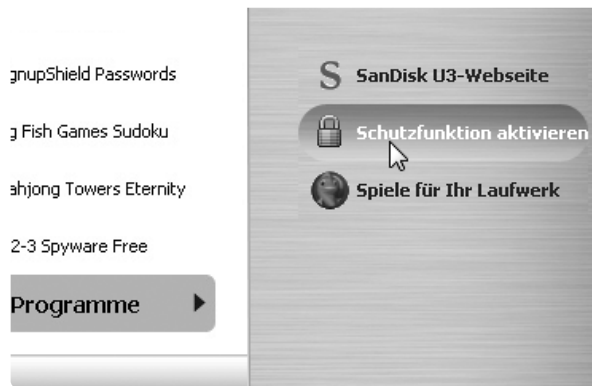 gnupShield Passwords
g Fish Games Sudoku
ahjong Towers Eternity
2-3 Spyware Free
Programme
S SanDisk U3-Webseite
Schutzfunktion aktivieren
Spiele für Ihr Laufwerk